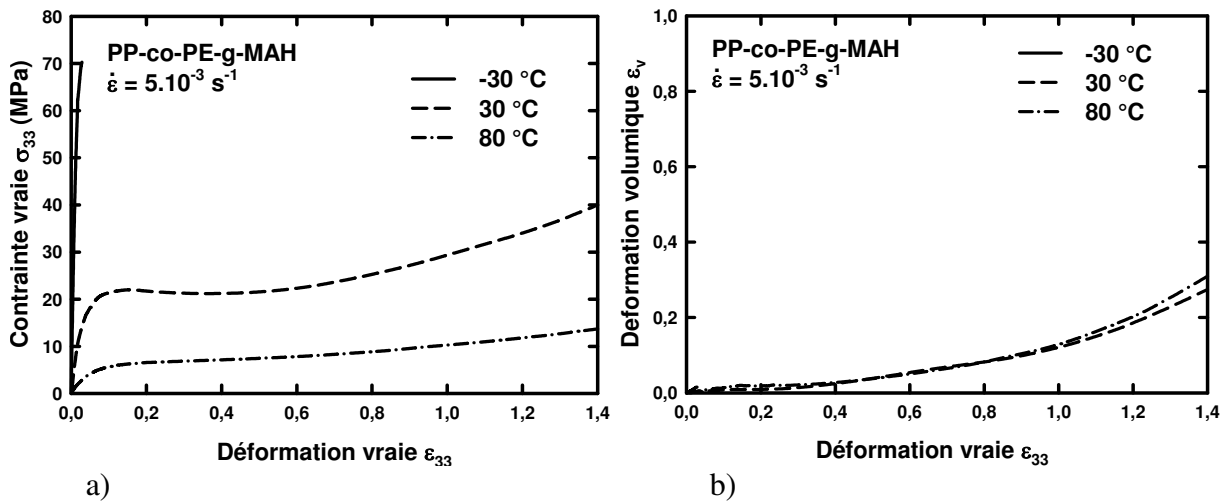 PP-co-PE-g-MAH
ε̇ = 5.10⁻³ s⁻¹
-30 °C
30 °C
80 °C
Contrainte vraie σ₃₃ (MPa)
80
70
60
50
40
30
20
10
0
0,0 0,2 0,4 0,6 0,8 1,0 1,2 1,4
Déformation vraie ε₃₃
a)
PP-co-PE-g-MAH
ε̇ = 5.10⁻³ s⁻¹
-30 °C
30 °C
80 °C
Deformation volumique εᵥ
1,0
0,8
0,6
0,4
0,2
0,0
0,0 0,2 0,4 0,6 0,8 1,0 1,2 1,4
Déformation vraie ε₃₃
b)